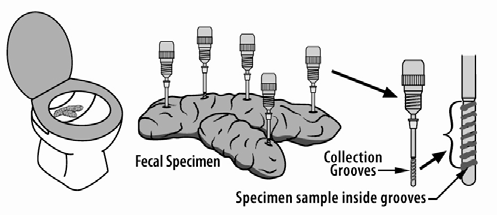 Fecal Specimen
Collection
Grooves
Specimen sample inside grooves